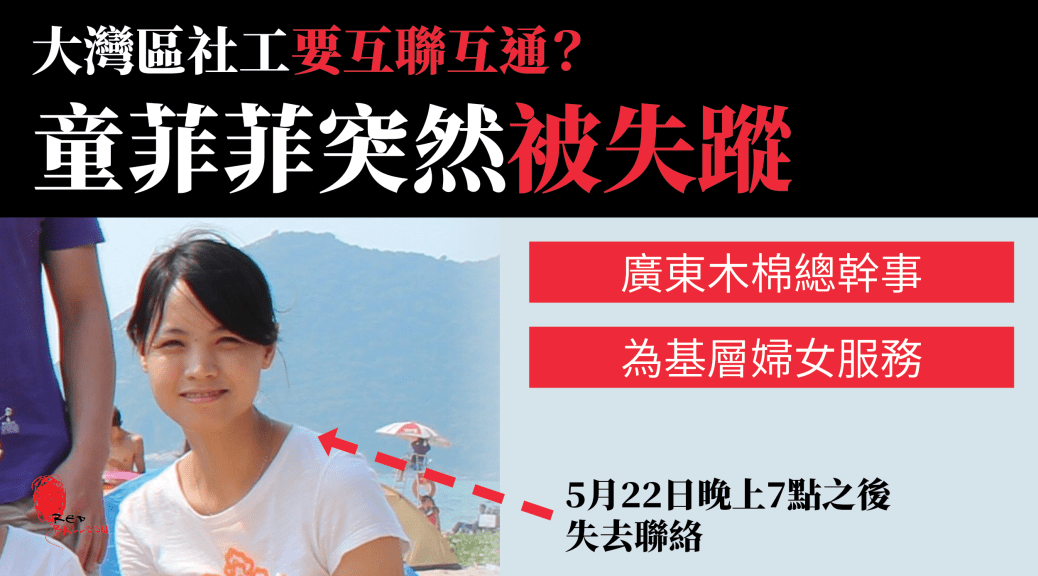 大灣區社工要互聯互通？
童菲菲突然被失蹤
廣東木棉總幹事
為基層婦女服務
5月22日晚上7點之後
失去聯絡
RED